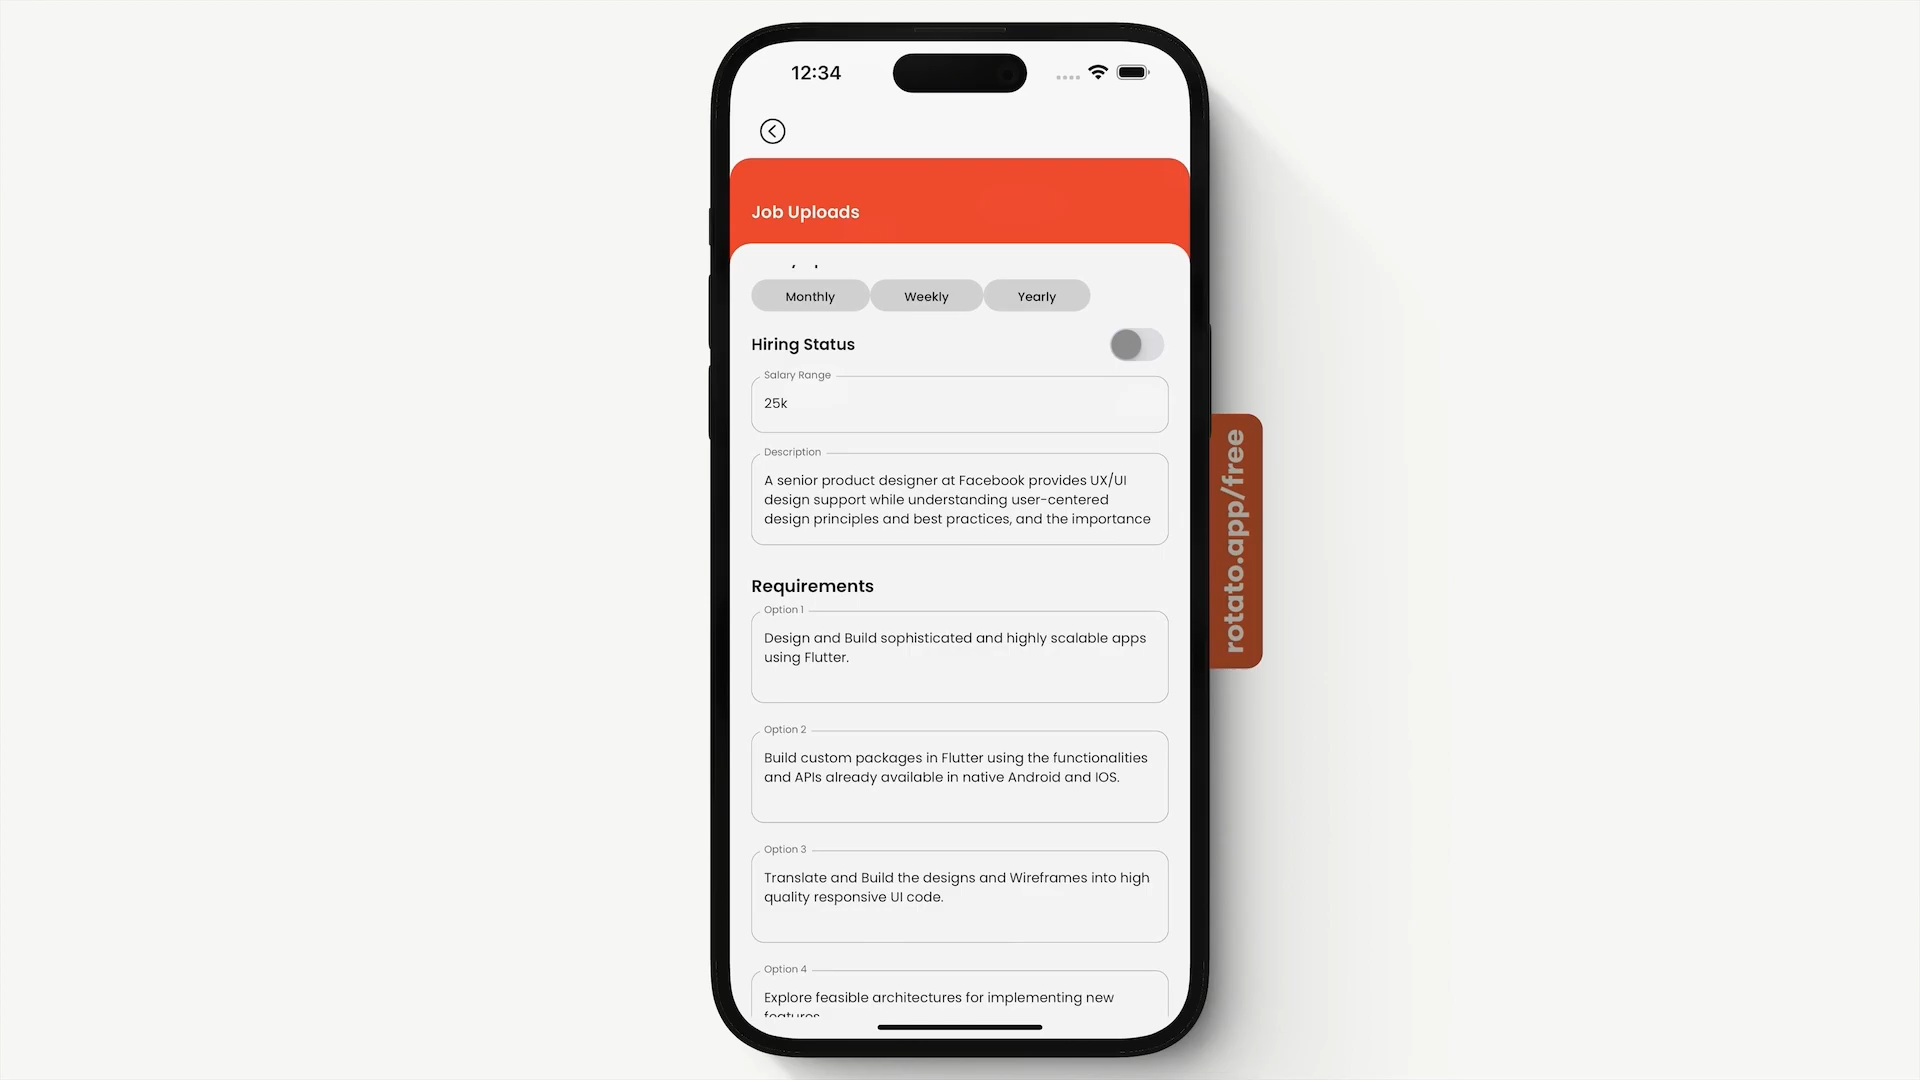 12:34
Job Uploads
Monthly Weekly Yearly
Hiring Status
Salary Range
25k
Description
A senior product designer at Facebook provides UX/UI
design support while understanding user-centered
design principles and best practices, and the importance
Requirements
Option 1
Design and Build sophisticated and highly scalable apps
using Flutter.
Option 2
Build custom packages in Flutter using the functionalities
and APIs already available in native Android and IOS.
Option 3
Translate and Build the designs and Wireframes into high
quality responsive UI code.
Option 4
Explore feasible architectures for implementing new
features.
rotato.app/free